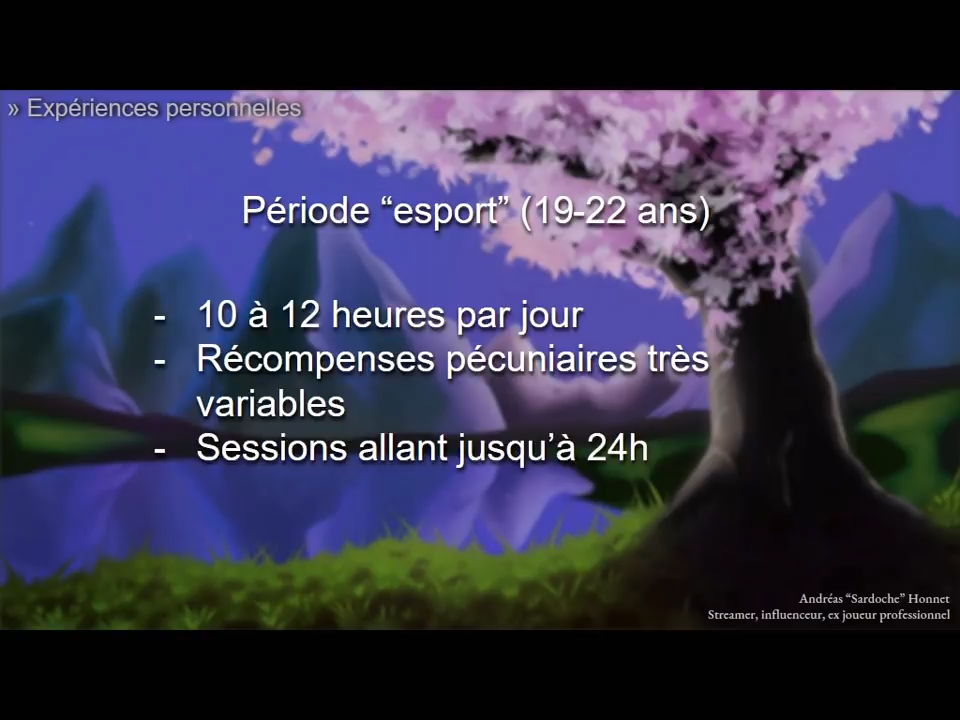 » Expériences personnelles
Période “esport” (19-22 ans)
- 10 à 12 heures par jour
- Récompenses pécuniaires très
variables
- Sessions allant jusqu’à 24h
Andréas “Sardoche” Honnet
Streamer, influenceur, ex joueur professionnel